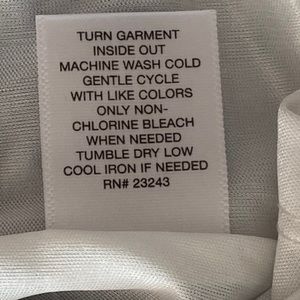 TURN GARMENT
INSIDE OUT
MACHINE WASH COLD
GENTLE CYCLE
WITH LIKE COLORS
ONLY NON-
CHLORINE BLEACH
WHEN NEEDED
TUMBLE DRY LOW
COOL IRON IF NEEDED
RN# 23243